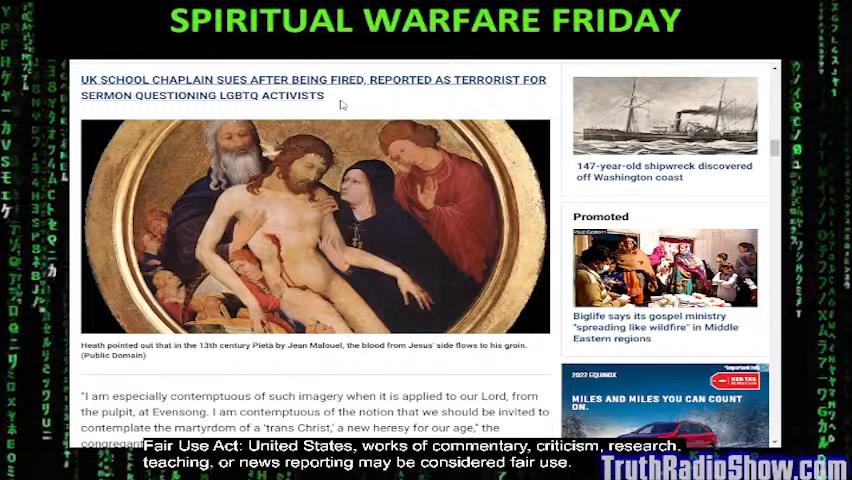 SPIRITUAL WARFARE FRIDAY
UK SCHOOL CHAPLAIN SUES AFTER BEING FIRED, REPORTED AS TERRORIST FOR
SERMON QUESTIONING LGBTQ ACTIVISTS
Heath pointed out that in the 13th century Pietà by Jean Malouel, the blood from Jesus' side flows to his groin.
(Public Domain)
"I am especially contemptuous of such imagery when it is applied to our Lord, from
the pulpit, at Evensong. I am contemptuous of the notion that we should be invited to
contemplate the martyrdom of a 'trans Christ,' a new heresy for our age," the
147-year-old shipwreck discovered
off Washington coast
Promoted
Biglife says its gospel ministry
"spreading like wildfire" in Middle
Eastern regions
2022 EQUINOX
*Important Info
RED TAG
MILES AND MILES YOU CAN COUNT
ON.
Fair Use Act: United States, works of commentary, criticism, research,
teaching, or news reporting may be considered fair use.
TruthRadioShow.com